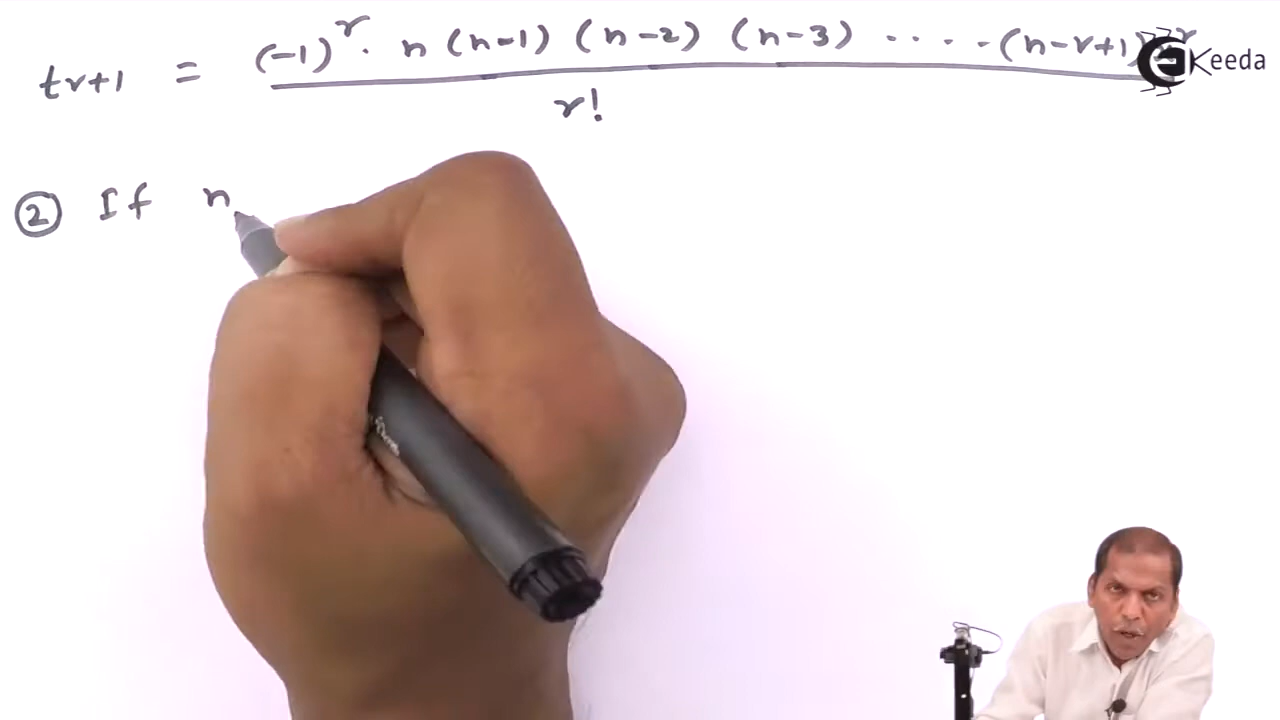 tr+1 = (-1)^r · n (n-1) (n-2) (n-3) ····· (n-r+1) x^r
r!
② If n
Keeda